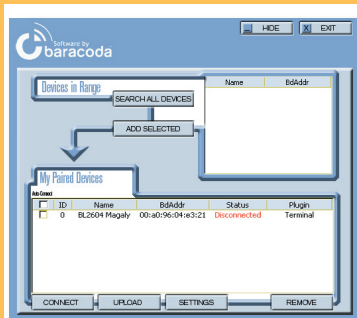 HIDE X EXIT
Software by
baracoda
Devices in Range
Name BdAddr
SEARCH ALL DEVICES
ADD SELECTED
My Paired Devices
Auto Connect
ID Name BdAddr Status Plugin
0 BL2604 Magaly 00:a0:96:04:e3:21 Disconnected Terminal
CONNECT UPLOAD SETTINGS REMOVE